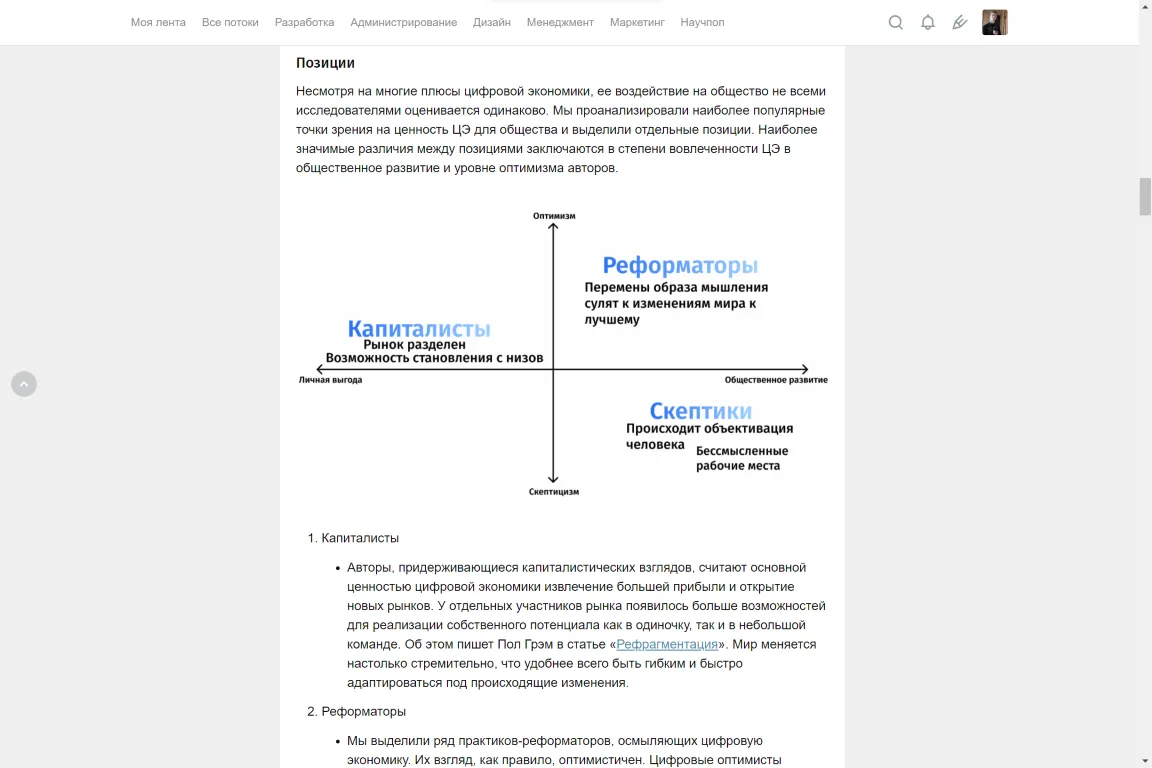 Моя лента Все потоки Разработка Администрирование Дизайн Менеджмент Маркетинг Научпоп
Позиции
Несмотря на многие плюсы цифровой экономики, ее воздействие на общество не всеми
исследователями оценивается одинаково. Мы проанализировали наиболее популярные
точки зрения на ценность ЦЭ для общества и выделили отдельные позиции. Наиболее
значимые различия между позициями заключаются в степени вовлеченности ЦЭ в
общественное развитие и уровне оптимизма авторов.
Оптимизм
Реформаторы
Перемены образа мышления
сулят к изменениям мира к
лучшему
Капиталисты
Рынок разделен
Возможность становления с низов
Личная выгода
Общественное развитие
Скептики
Происходит объективация
человека
Бессмысленные
рабочие места
Скептицизм
1. Капиталисты
• Авторы, придерживающиеся капиталистических взглядов, считают основной
ценностью цифровой экономики извлечение большей прибыли и открытие
новых рынков. У отдельных участников рынка появилось больше возможностей
для реализации собственного потенциала как в одиночку, так и в небольшой
команде. Об этом пишет Пол Грэм в статье «Рефрагментация». Мир меняется
настолько стремительно, что удобнее всего быть гибким и быстро
адаптироваться под происходящие изменения.
2. Реформаторы
• Мы выделили ряд практиков-реформаторов, осмыляющих цифровую
экономику. Их взгляд, как правило, оптимистичен. Цифровые оптимисты